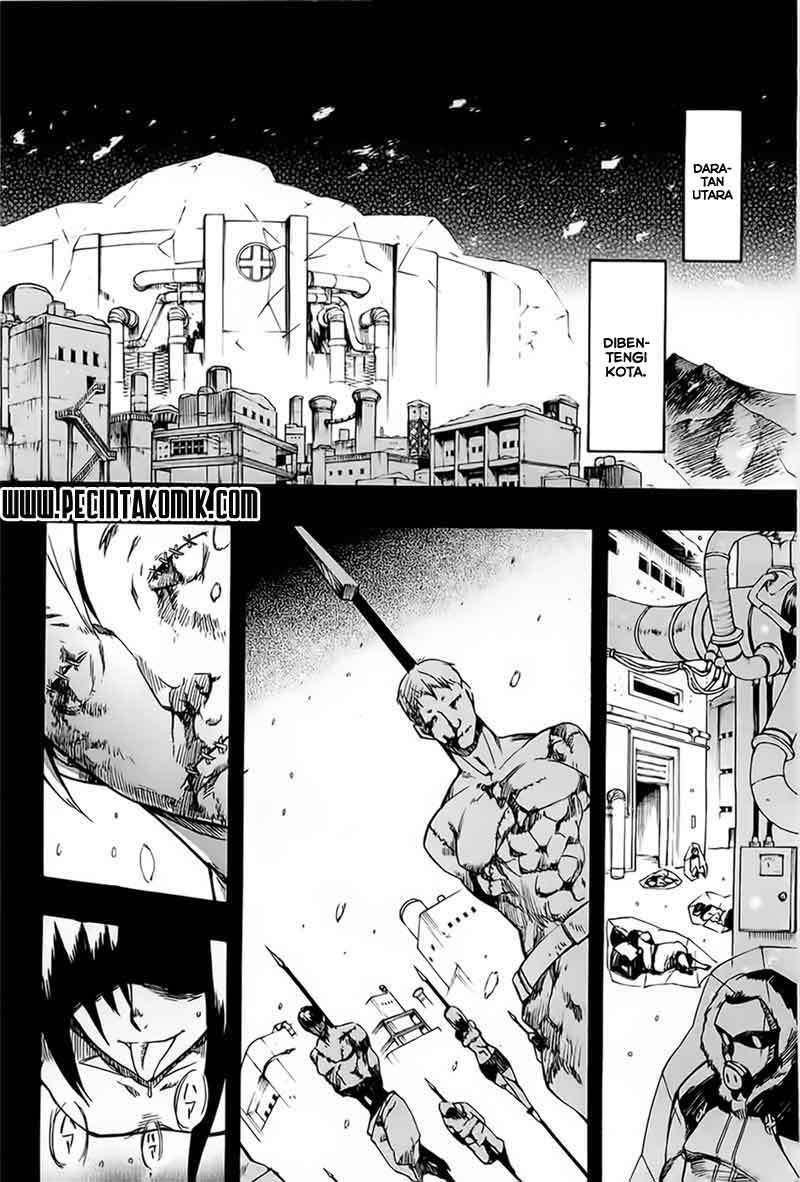 DARA-
TAN
UTARA
DIBEN-
TENGI
KOTA.
WWW.PECINTAKOMIK.COM